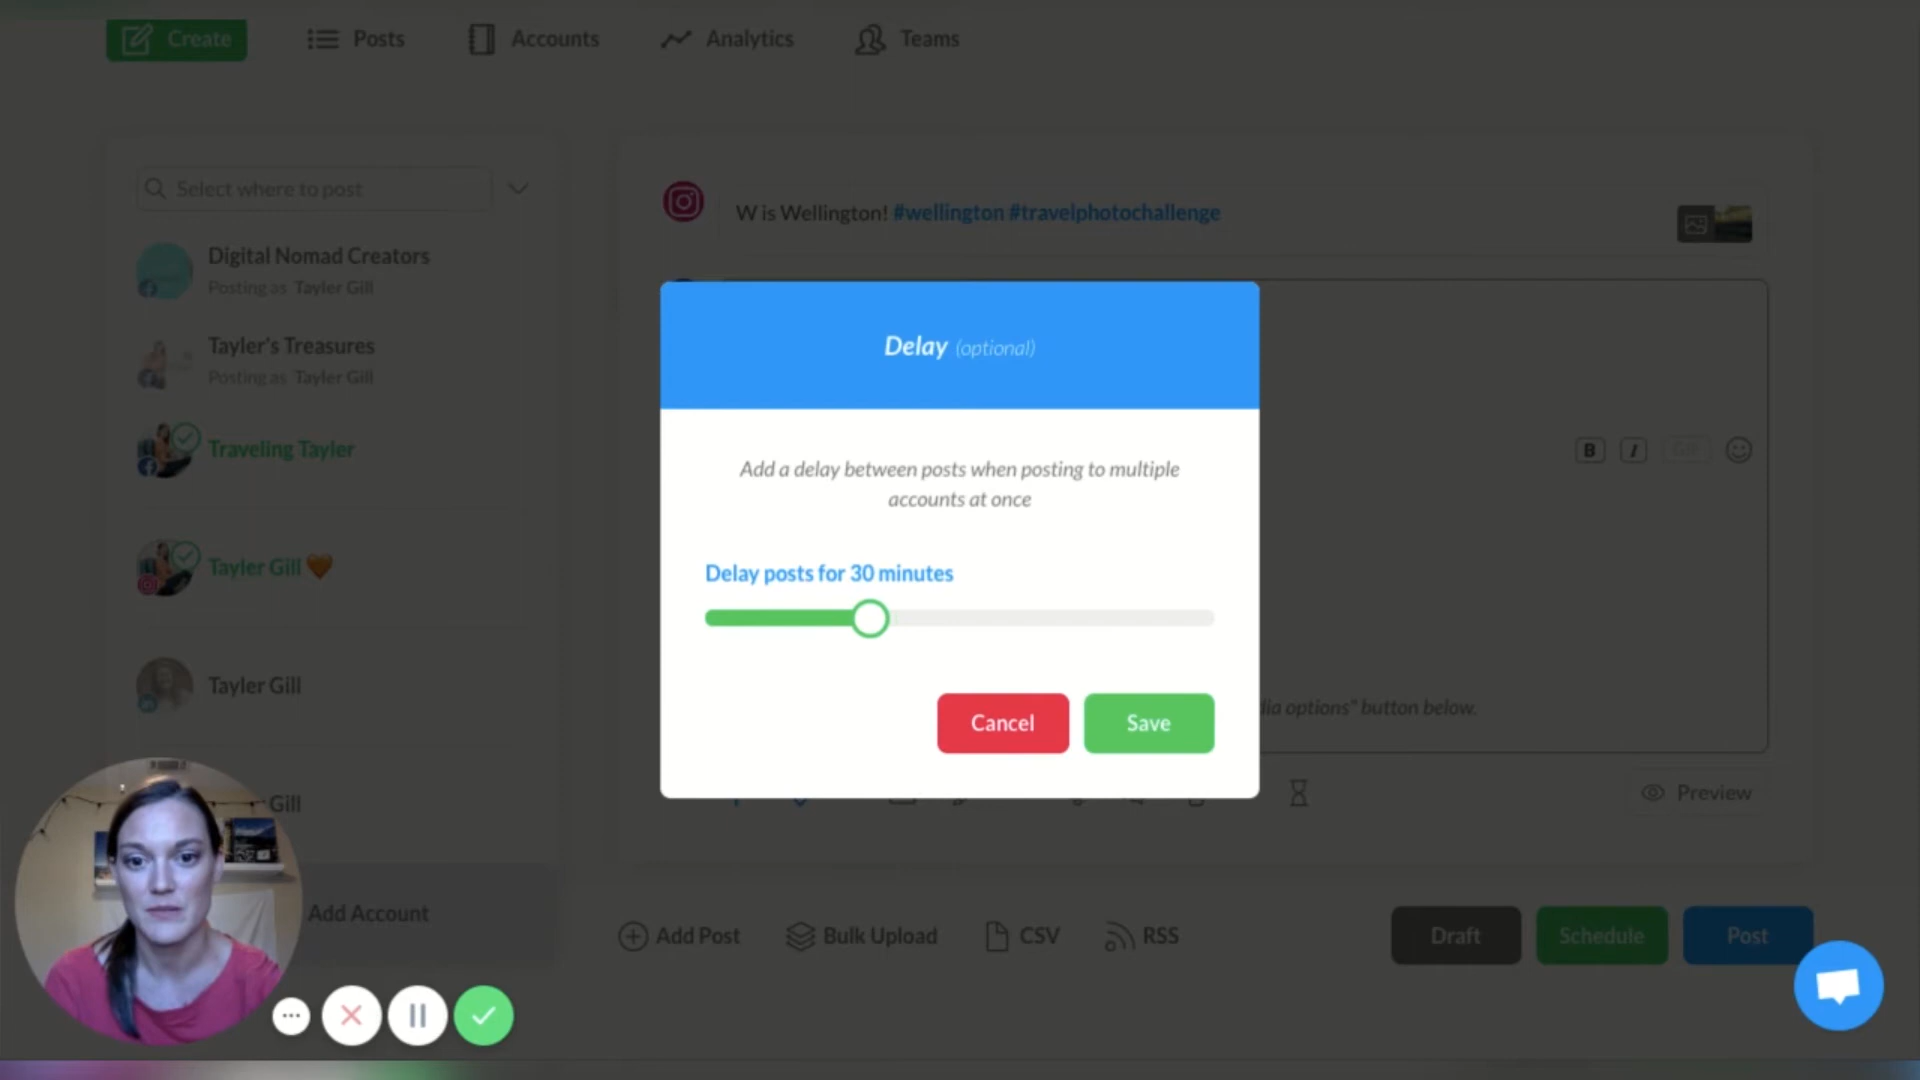 Create
Posts
Accounts
Analytics
Teams
Select where to post
Digital Nomad Creators
Posting as Tayler Gill
Tayler's Treasures
Posting as Tayler Gill
Traveling Tayler
Tayler Gill 🧡
Tayler Gill
Gill
Add Account
W is Wellington! #wellington #travelphotochallenge
B I GIF
Delay (optional)
Add a delay between posts when posting to multiple
accounts at once
Delay posts for 30 minutes
Cancel
Save
options" button below.
Preview
Add Post
Bulk Upload
CSV
RSS
Draft
Schedule
Post